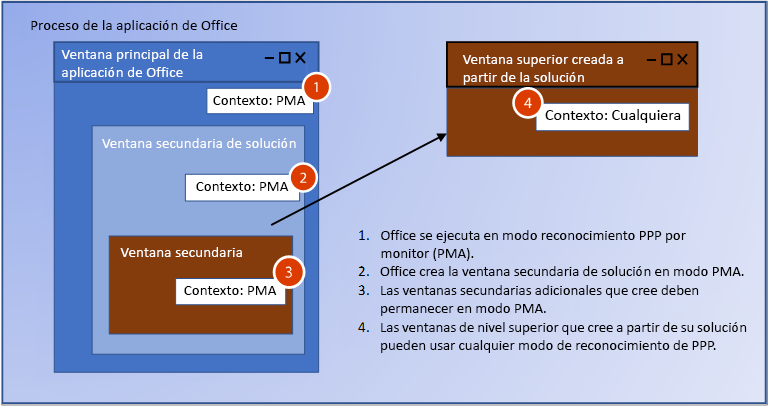 Proceso de la aplicación de Office
Ventana principal de la
aplicación de Office
1
Contexto: PMA
Ventana secundaria de solución
2
Contexto: PMA
Ventana secundaria
3
Contexto: PMA
Ventana superior creada a
partir de la solución
4
Contexto: Cualquiera
1. Office se ejecuta en modo reconocimiento PPP por
monitor (PMA).
2. Office crea la ventana secundaria de solución en modo PMA.
3. Las ventanas secundarias adicionales que cree deben
permanecer en modo PMA.
4. Las ventanas de nivel superior que cree a partir de su solución
pueden usar cualquier modo de reconocimiento de PPP.